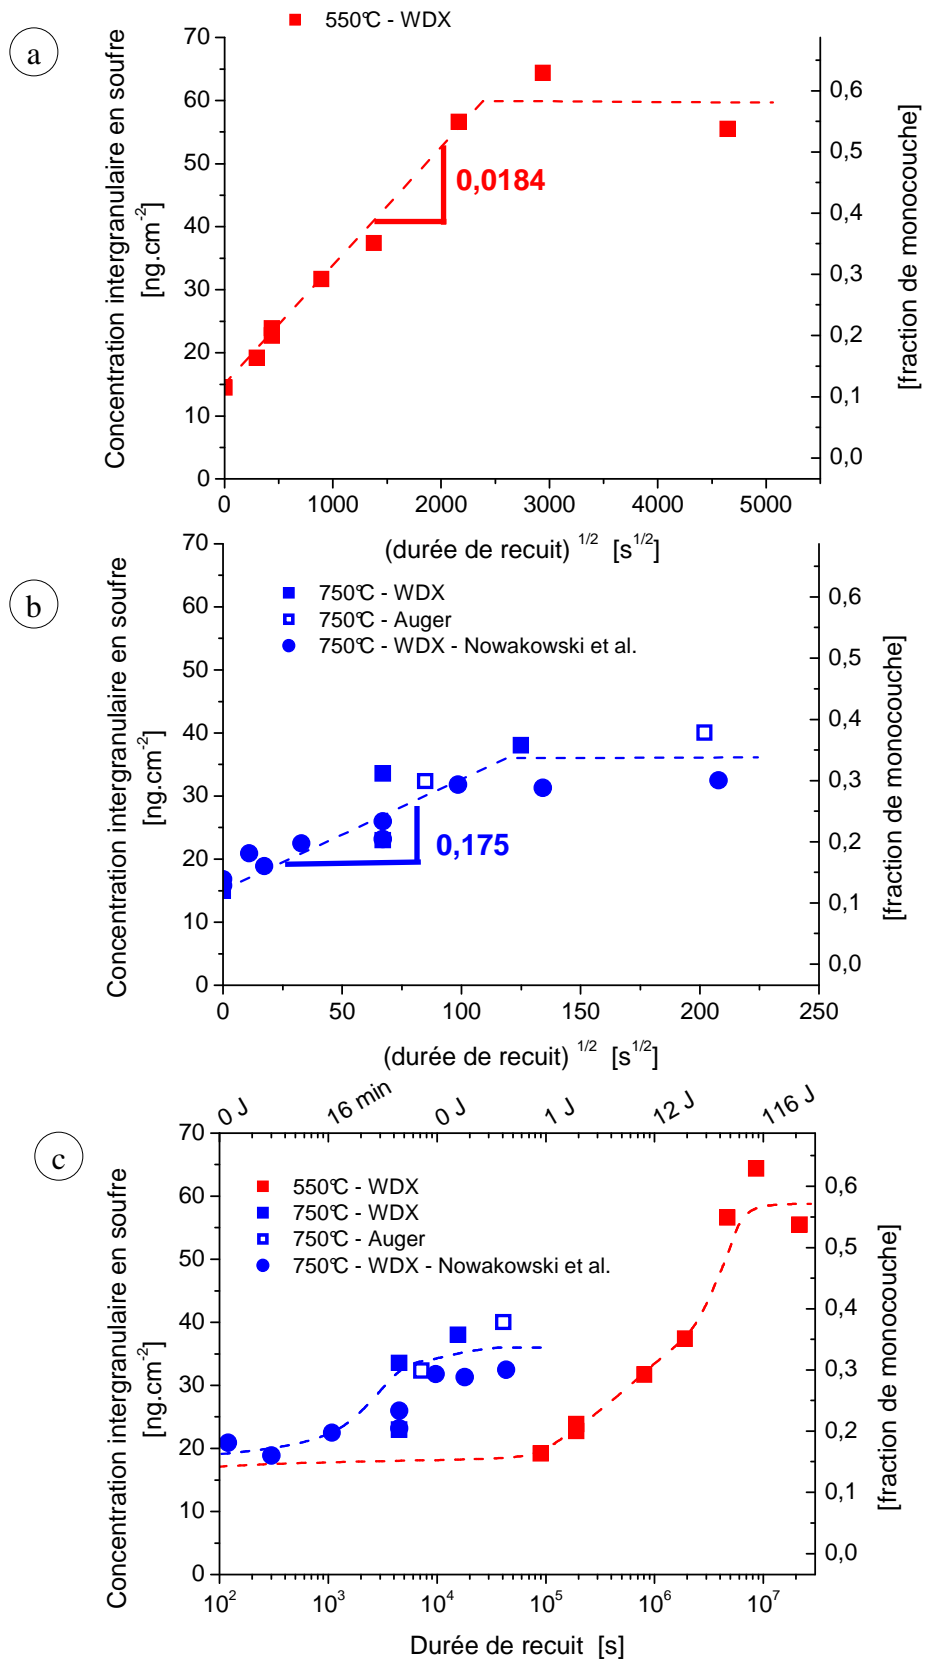 a
550°C - WDX
Concentration intergranulaire en soufre
[ng.cm-2]
70
60
50
40
30
20
10
0
0,0184
0,6
0,5
0,4
0,3
0,2
0,1
0,0
[fraction de monocouche]
0 1000 2000 3000 4000 5000
(durée de recuit) 1/2 [s1/2]
b
750°C - WDX
750°C - Auger
750°C - WDX - Nowakowski et al.
Concentration intergranulaire en soufre
[ng.cm-2]
70
60
50
40
30
20
10
0
0,175
0,6
0,5
0,4
0,3
0,2
0,1
0,0
[fraction de monocouche]
0 50 100 150 200 250
(durée de recuit) 1/2 [s1/2]
c
0 J 16 min 0 J 1 J 12 J 116 J
550°C - WDX
750°C - WDX
750°C - Auger
750°C - WDX - Nowakowski et al.
Concentration intergranulaire en soufre
[ng.cm-2]
70
60
50
40
30
20
10
0
0,6
0,5
0,4
0,3
0,2
0,1
0,0
[fraction de monocouche]
10² 10³ 10⁴ 10⁵ 10⁶ 10⁷
Durée de recuit [s]